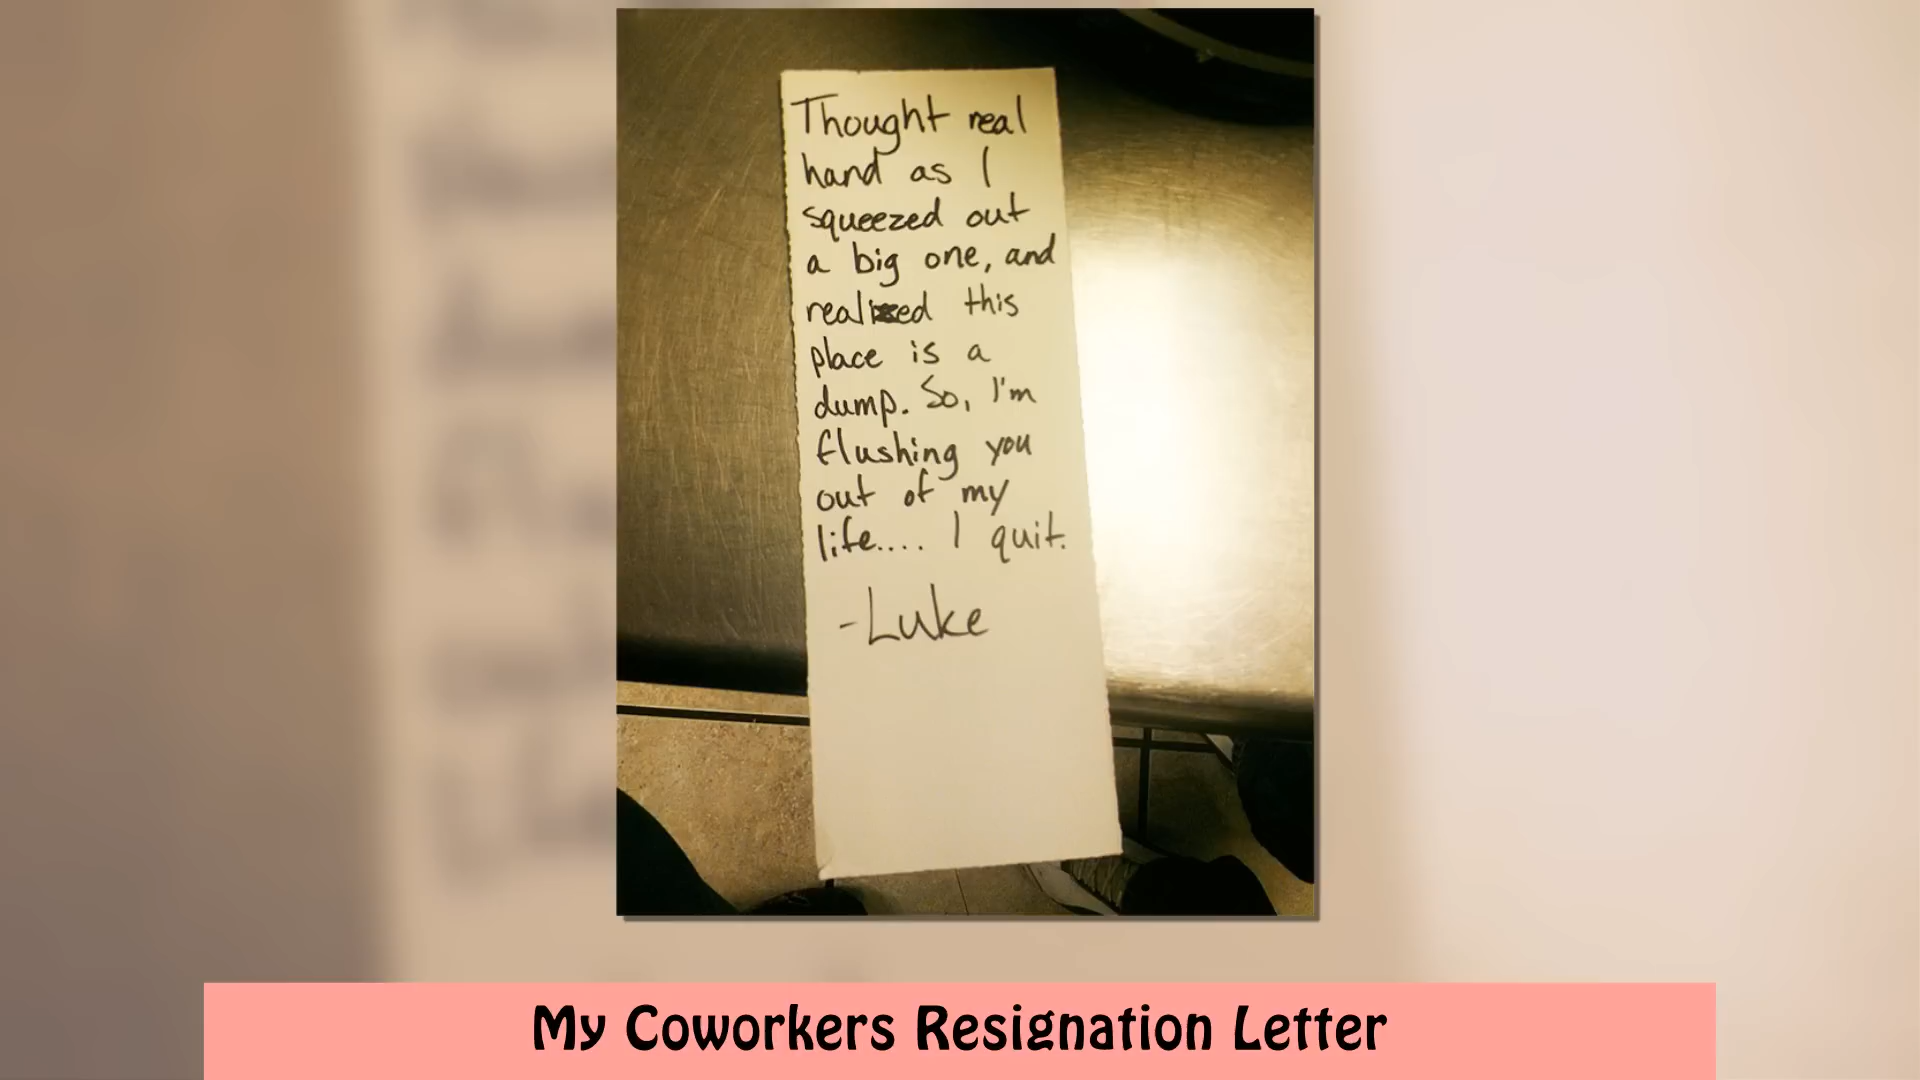 Thought real
hand as I
squeezed out
a big one, and
realized this
place is a
dump. So, I'm
flushing you
out of my
life.... I quit.
-Luke
My Coworkers Resignation Letter